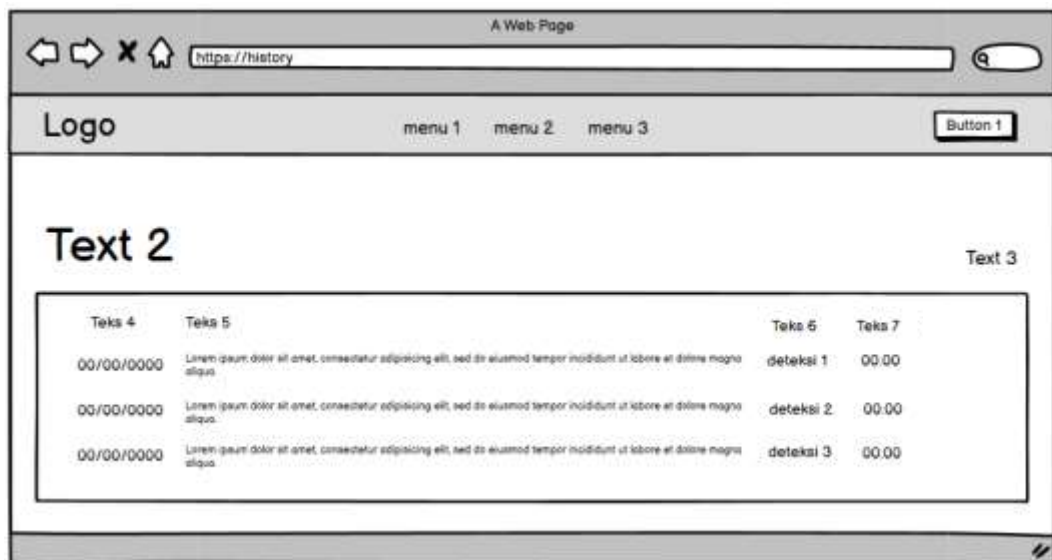 A Web Page
https://history
Logo menu 1 menu 2 menu 3 Button 1
Text 2
Text 3
Teks 4 Teks 5 Teks 6 Teks 7
00/00/0000 Lorem ipsum dolor sit amet, consectetur adipisicing elit, sed do eiusmod tempor incididunt ut labore et dolore magna deteksi 1 00.00
aliqua.
00/00/0000 Lorem ipsum dolor sit amet, consectetur adipisicing elit, sed do eiusmod tempor incididunt ut labore et dolore magna deteksi 2 00.00
aliqua.
00/00/0000 Lorem ipsum dolor sit amet, consectetur adipisicing elit, sed do eiusmod tempor incididunt ut labore et dolore magna deteksi 3 00.00
aliqua.